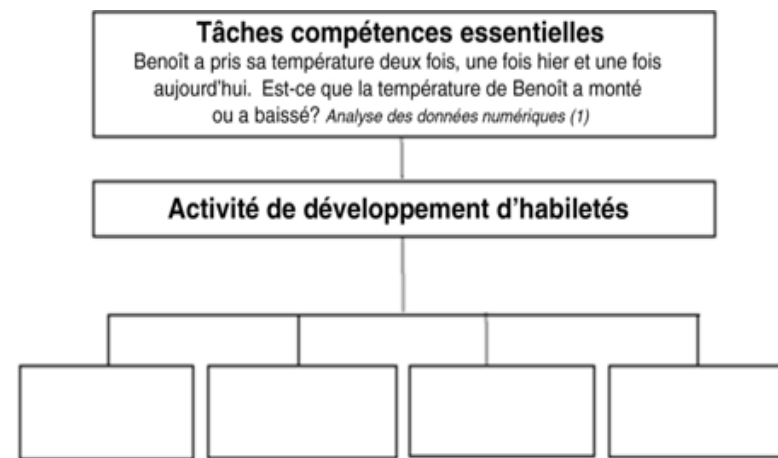 Tâches compétences essentielles
Benoît a pris sa température deux fois, une fois hier et une fois
aujourd'hui. Est-ce que la température de Benoît a monté
ou a baissé? Analyse des données numériques (1)
Activité de développement d'habiletés